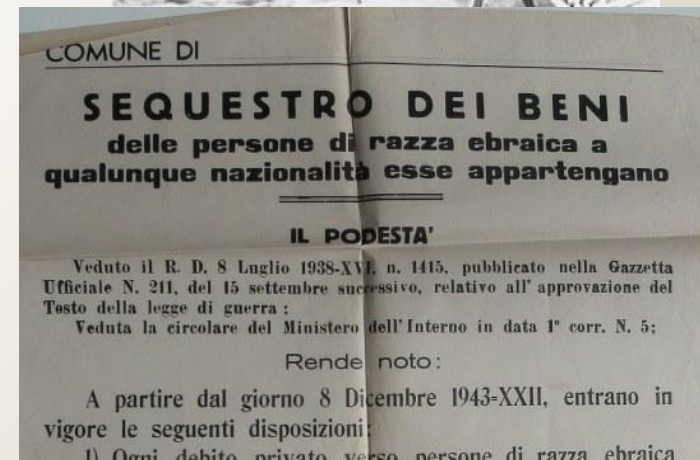 COMUNE DI
SEQUESTRO DEI BENI
delle persone di razza ebraica a
qualunque nazionalità esse appartengano
IL PODESTA'
Veduto il R. D. 8 Luglio 1938-XVI, n. 1415, pubblicato nella Gazzetta
Ufficiale N. 211, del 15 settembre successivo, relativo all' approvazione del
Testo della legge di guerra :
Veduta la circolare del Ministero dell' Interno in data 1° corr. N. 5;
Rende noto:
A partire dal giorno 8 Dicembre 1943=XXII, entrano in
vigore le seguenti disposizioni:
1) Ogni debito privato verso persone di razza ebraica